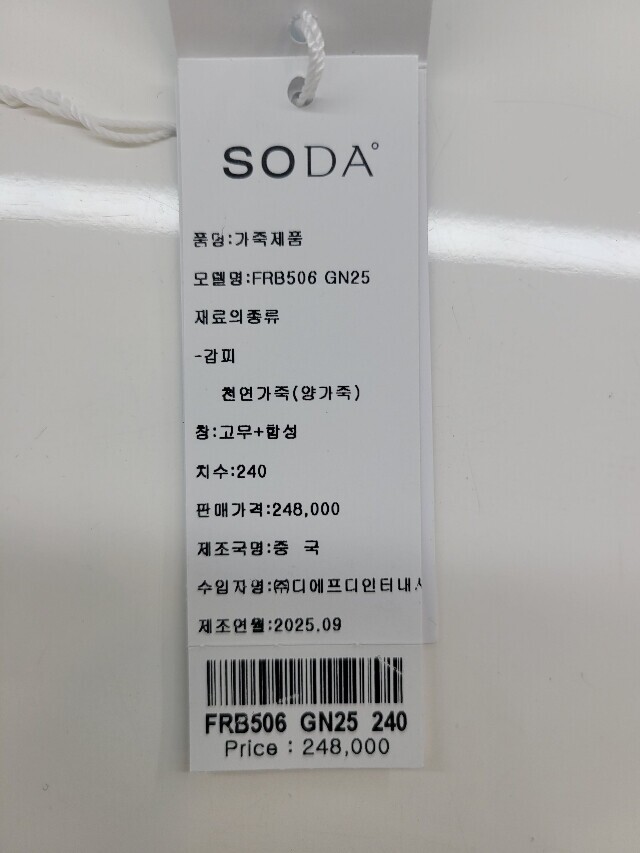 SODA
품명:가죽제품
모델명:FRB506 GN25
재료의종류
-갑피
천연가죽(양가죽)
창:고무+합성
치수:240
판매가격:248,000
제조국명:중 국
수입자명:㈜디에프디인터내
제조연월:2025.09
FRB506 GN25 240
Price : 248,000